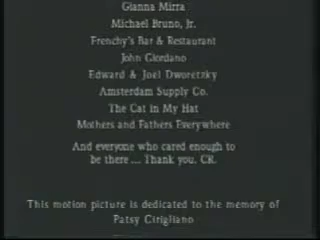 Gianna Mirra
Michael Bruno, Jr.
Frenchy's Bar & Restaurant
John Giordano
Edward & Joel Dworetzky
Amsterdam Supply Co.
The Cat in My Hat
Mothers and Fathers Everywhere
And everyone who cared enough to
be there ... Thank you. CR.
This motion picture is dedicated to the memory of
Patsy Cirigliano